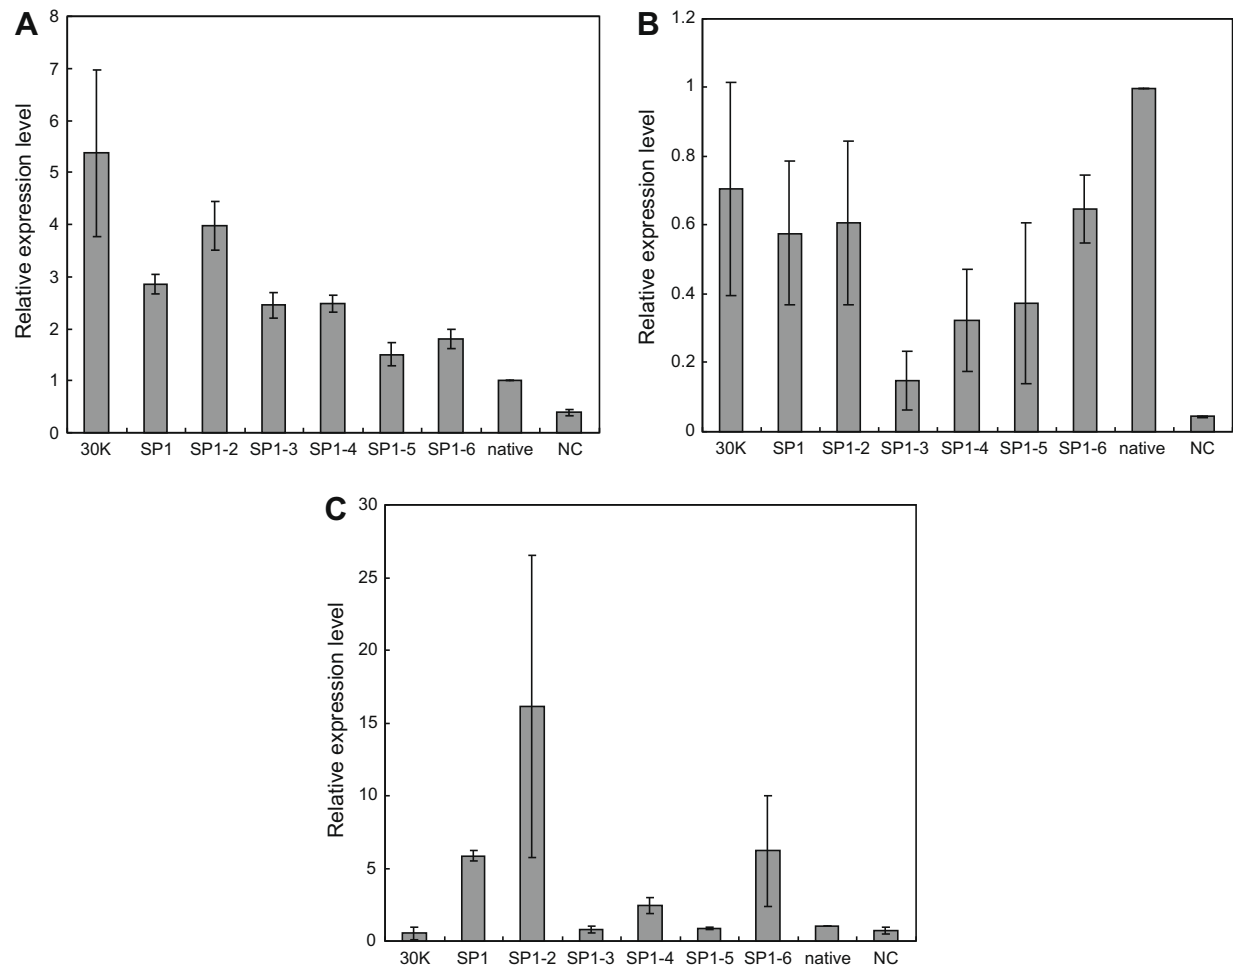 A
8
7
6
5
4
3
2
1
0
Relative expression level
30K SP1 SP1-2 SP1-3 SP1-4 SP1-5 SP1-6 native NC
B
1.2
1
0.8
0.6
0.4
0.2
0
Relative expression level
30K SP1 SP1-2 SP1-3 SP1-4 SP1-5 SP1-6 native NC
C
30
25
20
15
10
5
0
Relative expression level
30K SP1 SP1-2 SP1-3 SP1-4 SP1-5 SP1-6 native NC